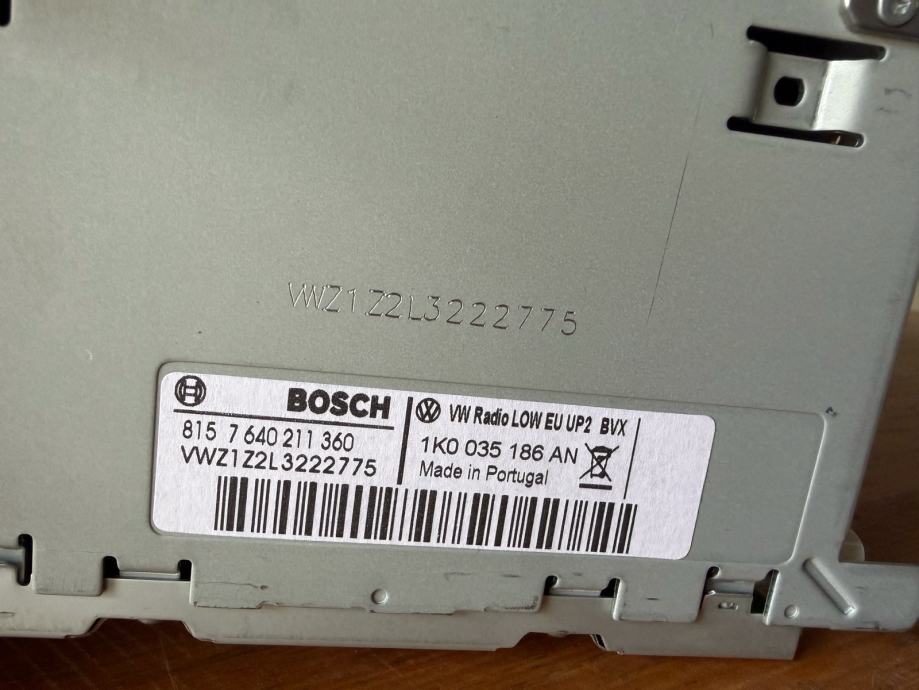 VWZ1Z2L3222775
BOSCH
815 7 640 211 360
VWZ1Z2L3222775
VW Radio LOW EU UP2 BVX
1K0 035 186 AN
Made in Portugal